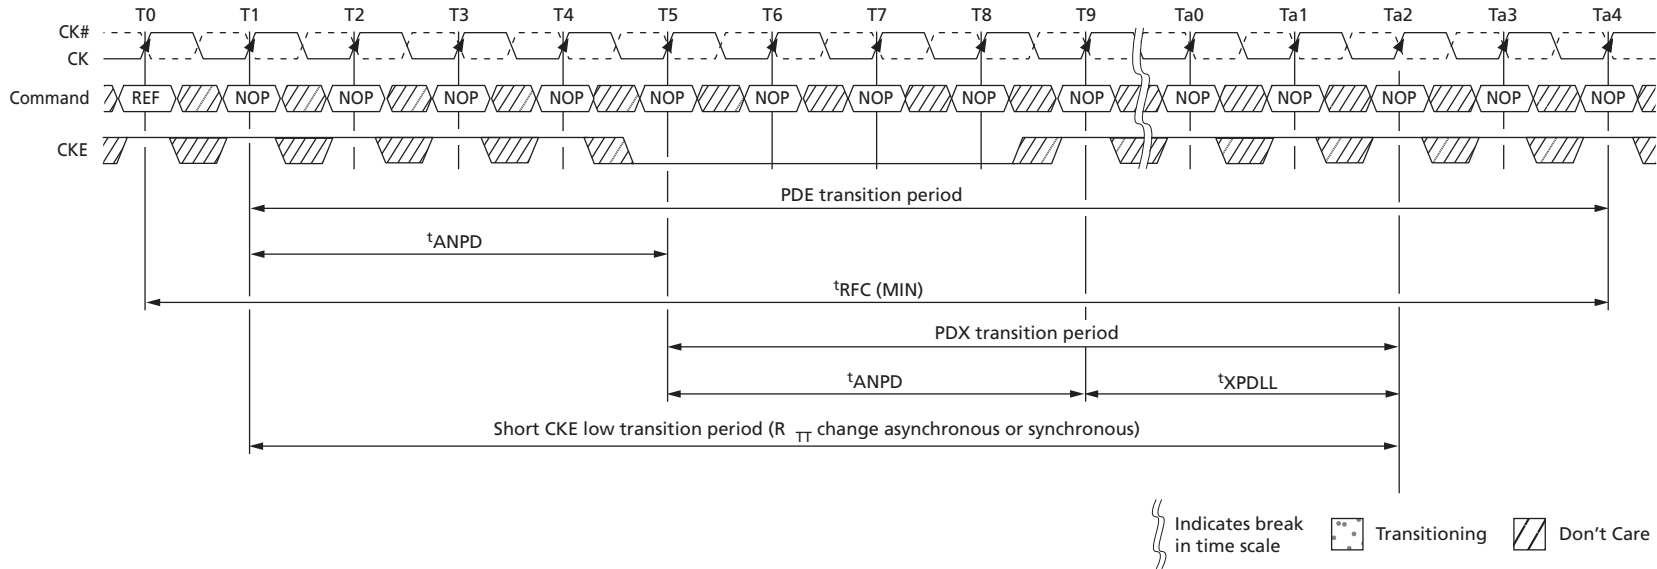 T0 T1 T2 T3 T4 T5 T6 T7 T8 T9 Ta0 Ta1 Ta2 Ta3 Ta4
CK#
CK
Command REF NOP NOP NOP NOP NOP NOP NOP NOP NOP NOP NOP NOP NOP NOP
CKE
PDE transition period
tANPD
tRFC (MIN)
PDX transition period
tANPD tXPDLL
Short CKE low transition period (R TT change asynchronous or synchronous)
Indicates break
in time scale
Transitioning
Don't Care